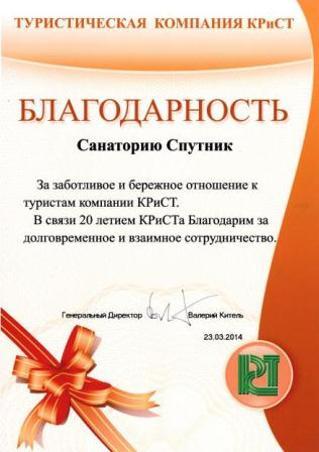 ТУРИСТИЧЕСКАЯ КОМПАНИЯ КРиСТ
БЛАГОДАРНОСТЬ
Санаторию Спутник
За заботливое и бережное отношение к
туристам компании КРиСТ.
В связи 20 летием КРиСТа Благодарим за
долговременное и взаимное сотрудничество.
Генеральный Директор Валерий Китель
23.03.2014